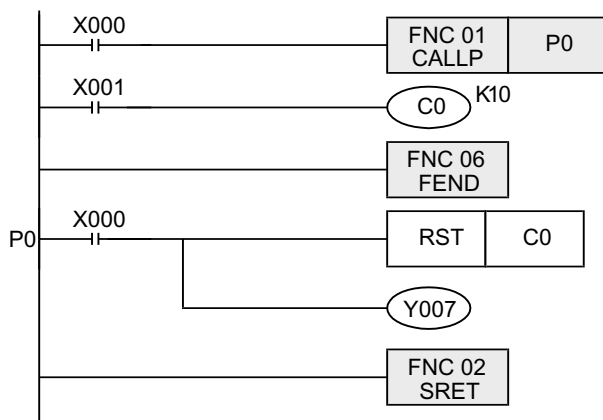 X000
FNC 01
CALLP
P0
X001
C0
K10
FNC 06
FEND
P0
X000
RST
C0
Y007
FNC 02
SRET